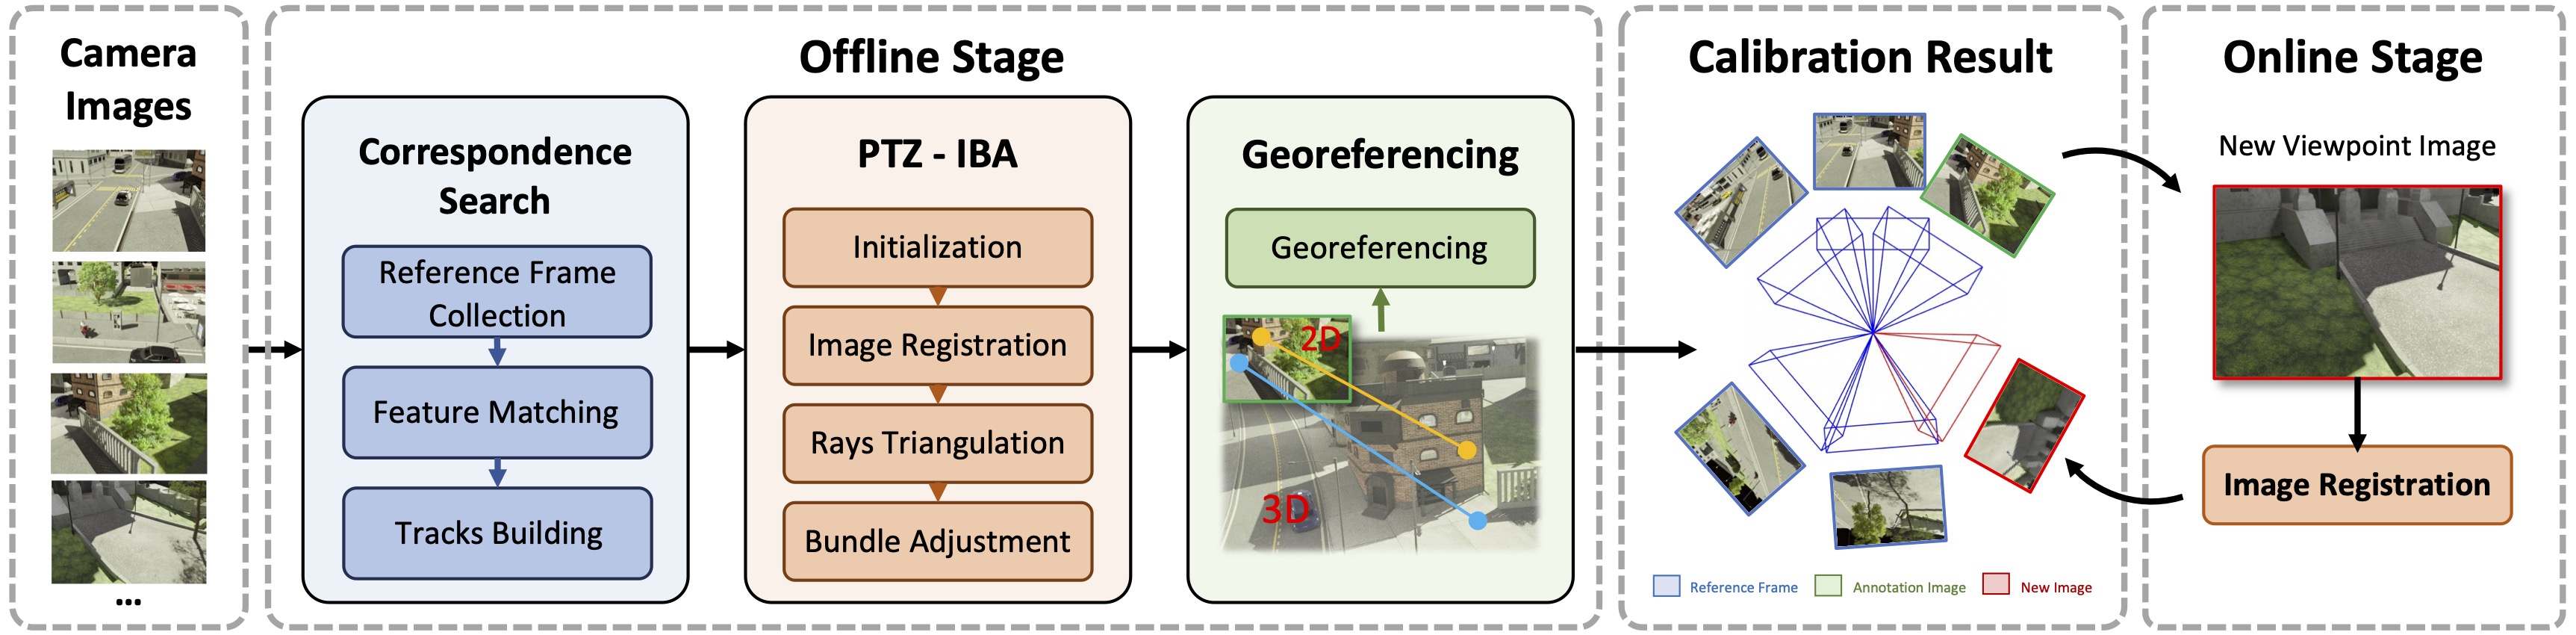 Camera
Images
...
Offline Stage
Correspondence
Search
Reference Frame
Collection
Feature Matching
Tracks Building
PTZ - IBA
Initialization
Image Registration
Rays Triangulation
Bundle Adjustment
Georeferencing
Georeferencing
2D
3D
Calibration Result
Reference Frame
Annotation Image
New Image
Online Stage
New Viewpoint Image
Image Registration